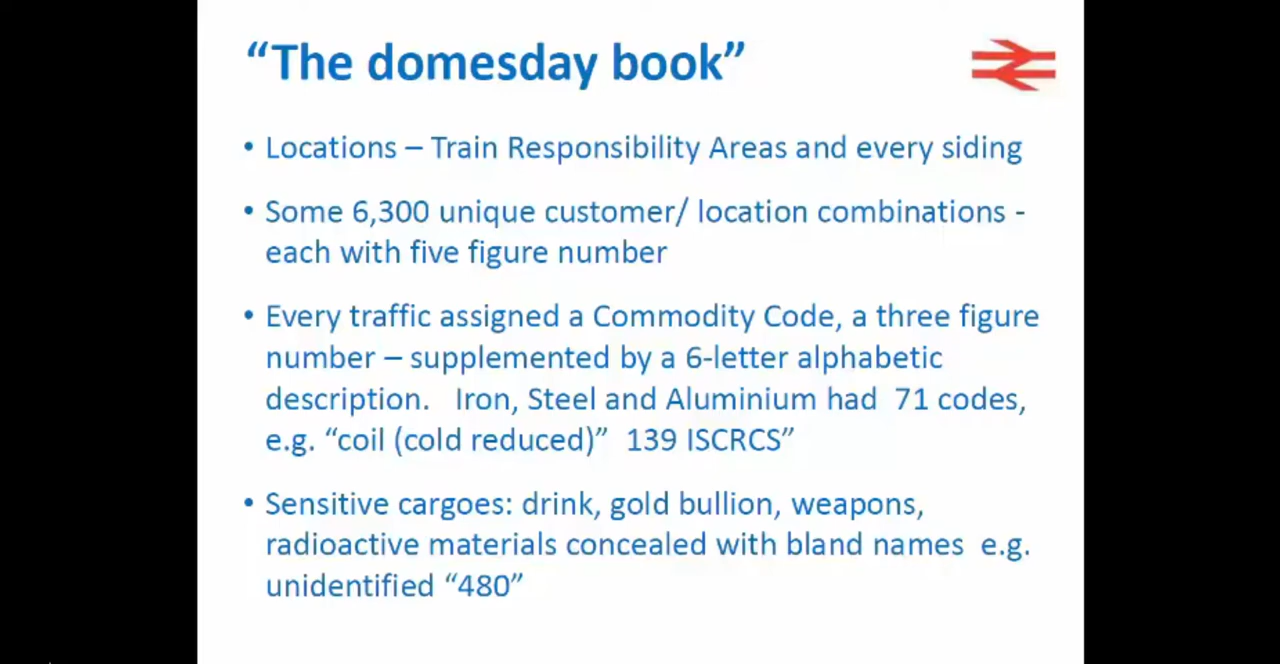 “The domesday book”
• Locations – Train Responsibility Areas and every siding
• Some 6,300 unique customer/ location combinations -
each with five figure number
• Every traffic assigned a Commodity Code, a three figure
number – supplemented by a 6-letter alphabetic
description.   Iron, Steel and Aluminium had  71 codes,
e.g. “coil (cold reduced)”  139 ISCRCS”
• Sensitive cargoes: drink, gold bullion, weapons,
radioactive materials concealed with bland names  e.g.
unidentified “480”